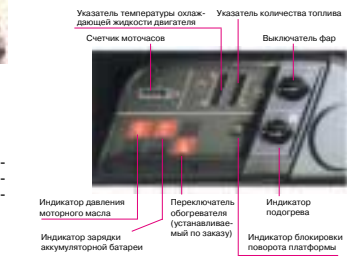 Указатель температуры охлаж-
дающей жидкости двигателя
Указатель количества топлива
Счетчик моточасов
Выключатель фар
Индикатор давления
моторного масла
Переключатель
обогревателя
(устанавливае-
мый по заказу)
Индикатор
подогрева
Индикатор зарядки
аккумуляторной батареи
Индикатор блокировки
поворота платформы